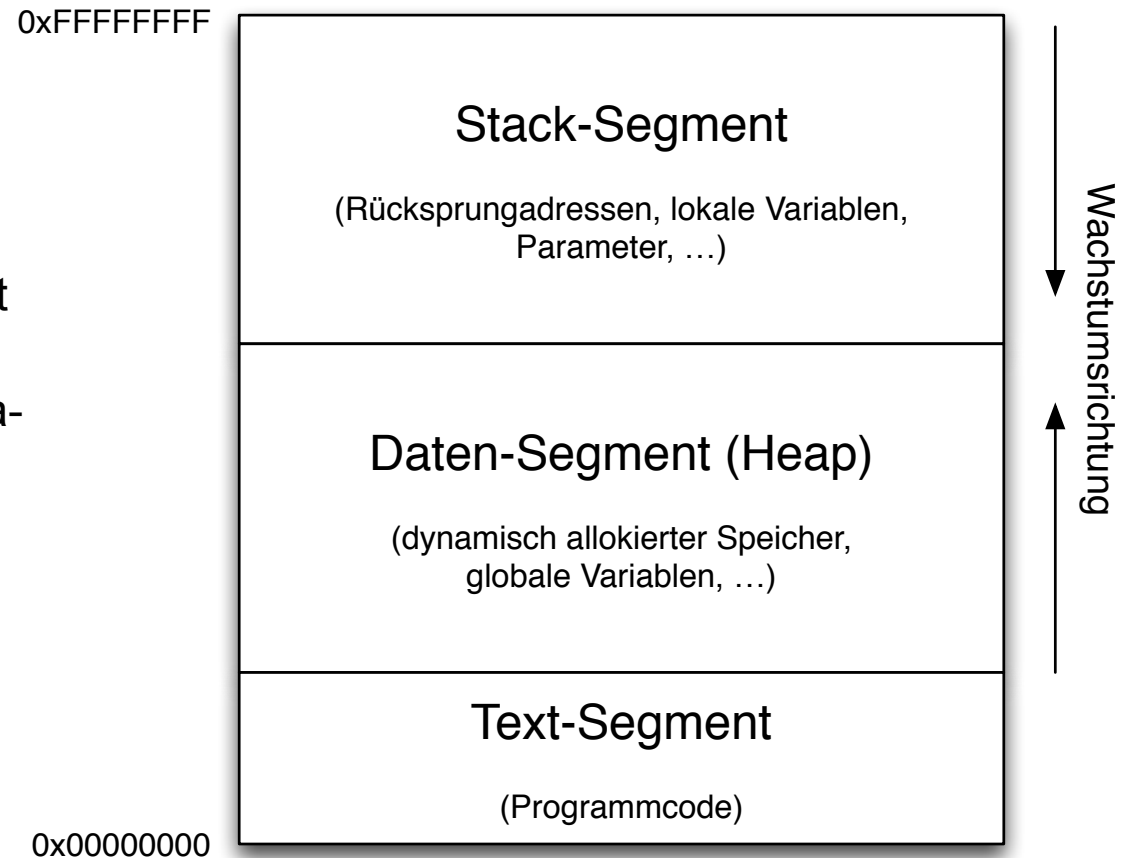 0xFFFFFFFF
Stack-Segment
(Rücksprungadressen, lokale Variablen,
Parameter, …)
t
a-
Wachstumsrichtung
Daten-Segment (Heap)
(dynamisch allokierter Speicher,
globale Variablen, …)
Text-Segment
(Programmcode)
0x00000000